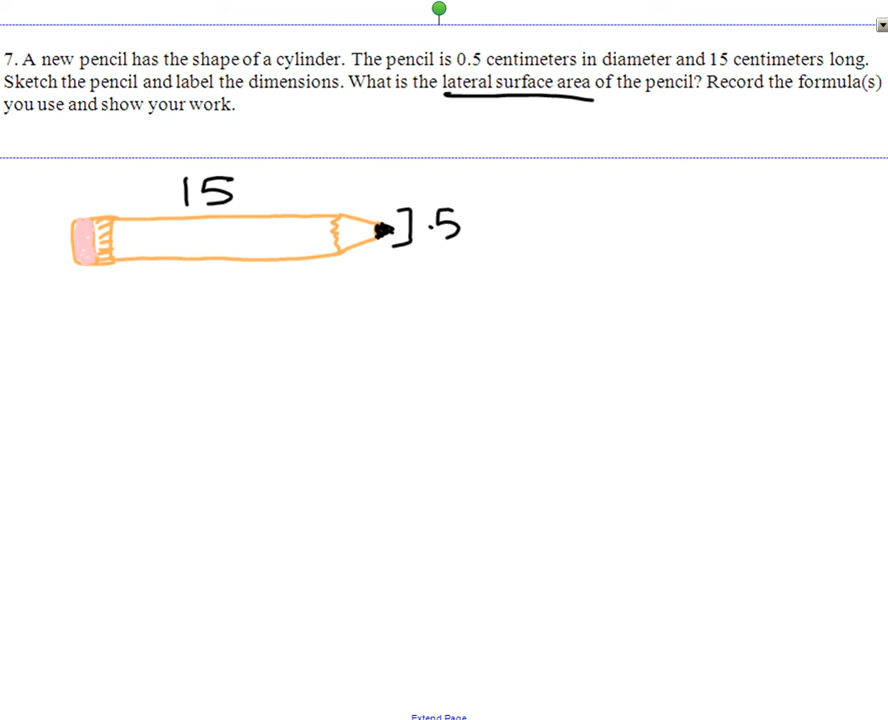 7. A new pencil has the shape of a cylinder. The pencil is 0.5 centimeters in diameter and 15 centimeters long.
Sketch the pencil and label the dimensions. What is the lateral surface area of the pencil? Record the formula(s)
you use and show your work.
15
.5
Extend Page